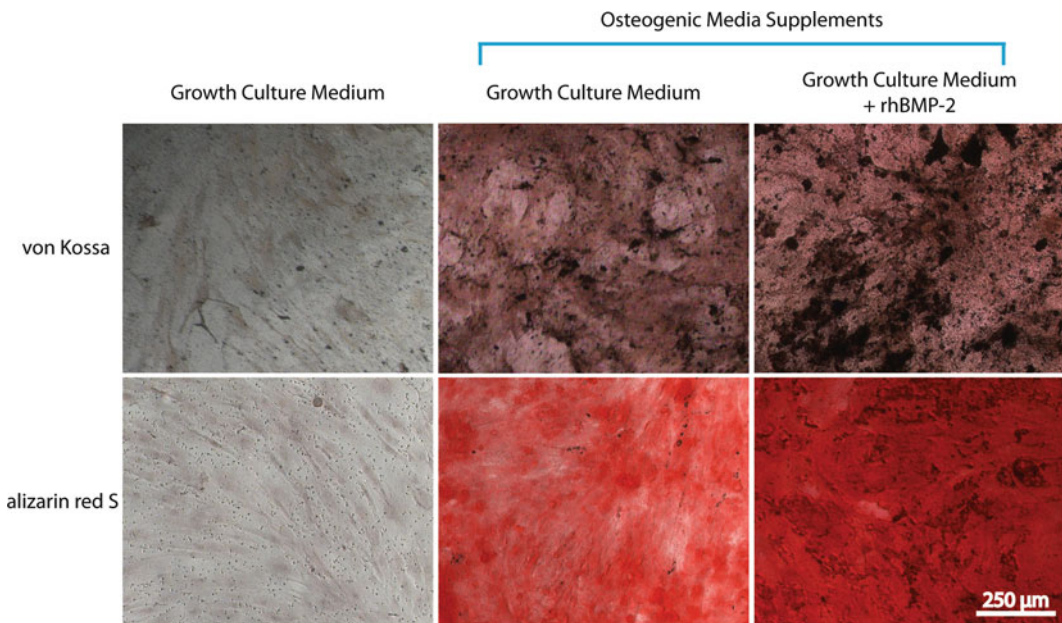 Osteogenic Media Supplements
Growth Culture Medium
Growth Culture Medium
Growth Culture Medium
+ rhBMP-2
von Kossa
alizarin red S
250 µm